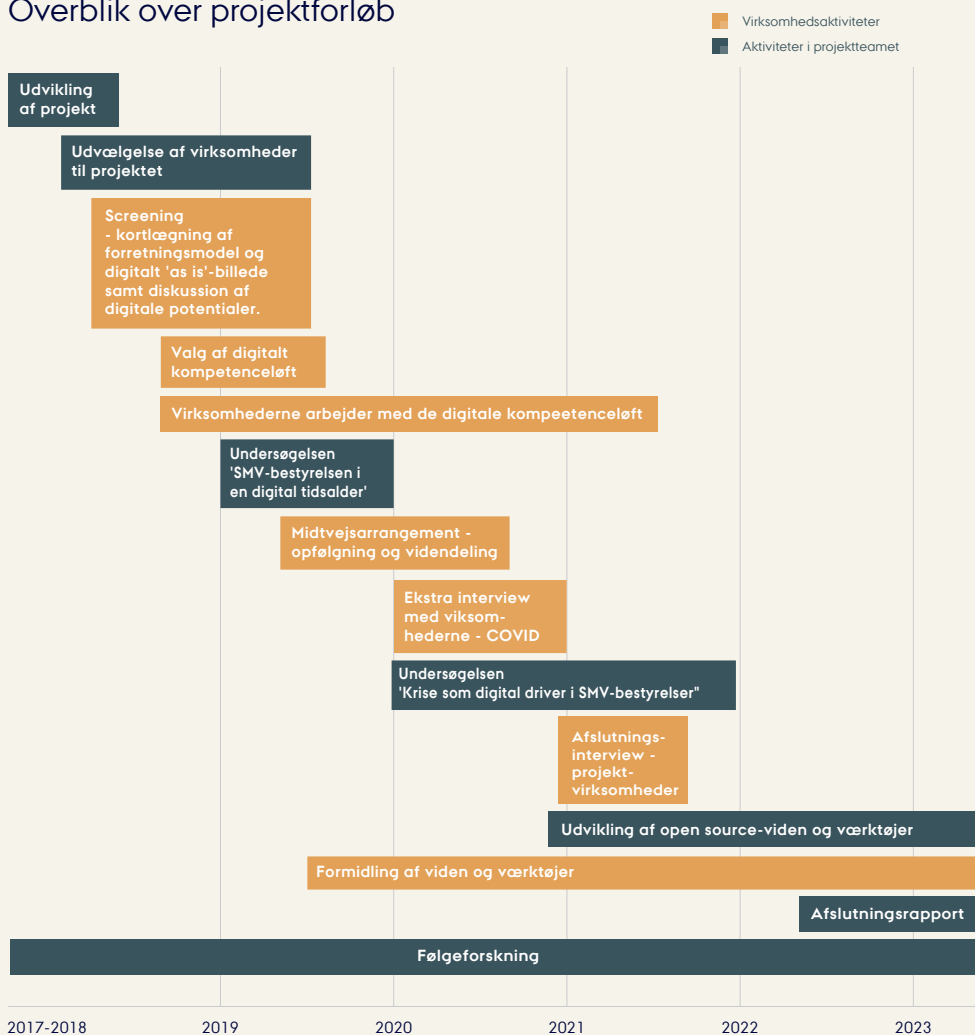 Overblik over projektforløb
Virksomhedsaktiviteter
Aktiviteter i projektteamet
Udvikling
af projekt
Udvælgelse af virksomheder
til projektet
Screening
- kortlægning af
forretningsmodel og
digitalt 'as is'-billede
samt diskussion af
digitale potentialer.
Valg af digitalt
kompetenceløft
Virksomhederne arbejder med de digitale kompeetenceløft
Undersøgelsen
'SMV-bestyrelsen i
en digital tidsalder'
Midtvejsarrangement -
opfølgning og videndeling
Ekstra interview
med viksom-
hederne - COVID
Undersøgelsen
'Krise som digital driver i SMV-bestyrelser"
Afslutnings-
interview -
projekt-
virksomheder
Udvikling af open source-viden og værktøjer
Formidling af viden og værktøjer
Afslutningsrapport
Følgeforskning
2017-2018 2019 2020 2021 2022 2023